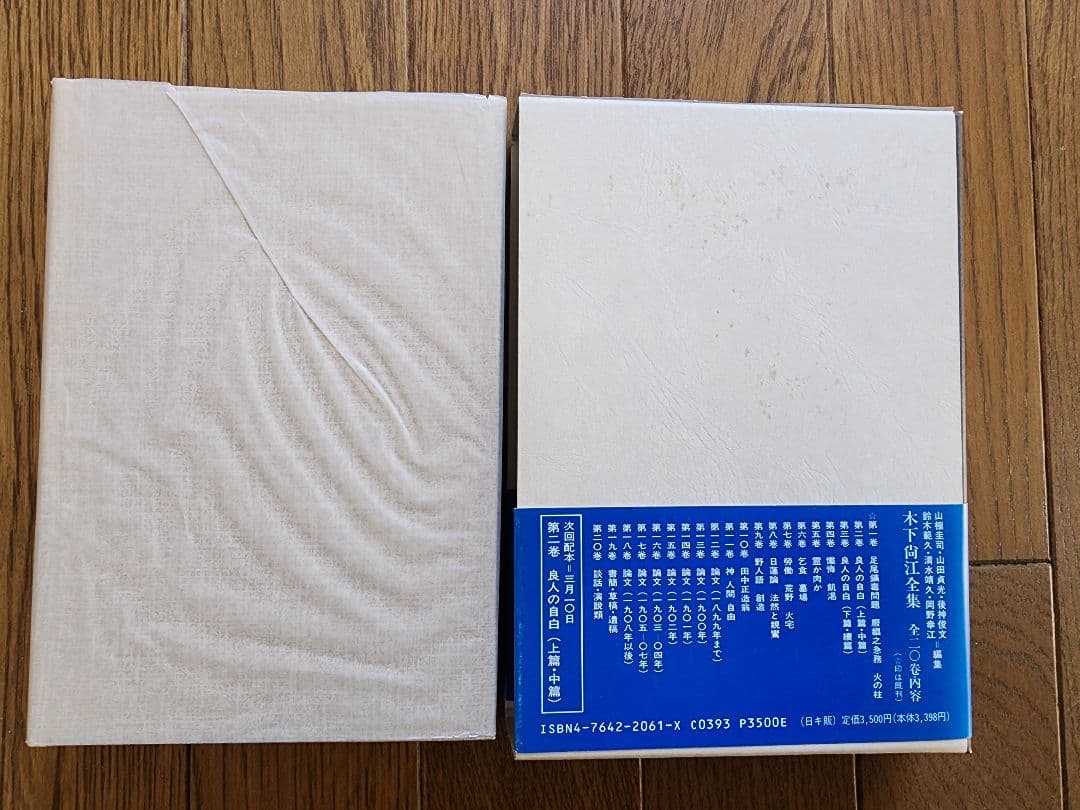 山極圭司・山田貞光・後神俊文＝編集
鈴木範久・清水靖久・岡野幸江
木下尚江全集 全二〇巻内容
（☆印は既刊）
☆第一巻 足尾鑛毒問題 廢娼之急務 火の柱
第二巻 良人の自白（上篇・中篇）
第三巻 良人の自白（下篇・續篇）
第四巻 懺悔 飢渇
第五巻 靈か肉か
第六巻 乞食 墓場
第七巻 勞働 荒野 火宅
第八巻 日蓮論 法然と親鸞
第九巻 野人語 創造
第一〇巻 田中正造翁
第一一巻 神 人間 自由
第一二巻 論文（一八九九年まで）
第一三巻 論文（一九〇〇年）
第一四巻 論文（一九〇一年）
第一五巻 論文（一九〇二年）
第一六巻 論文（一九〇三―〇四年）
第一七巻 論文（一九〇五―〇七年）
第一八巻 論文（一九〇八年以後）
第一九巻 書簡・草稿・遺稿
第二〇巻 談話・演說類
次回配本＝三月一〇日
第二巻 良人の自白（上篇・中篇）
ISBN4-7642-2061-X C0393 P3500E （日キ販）定価3,500円（本体3,398円）